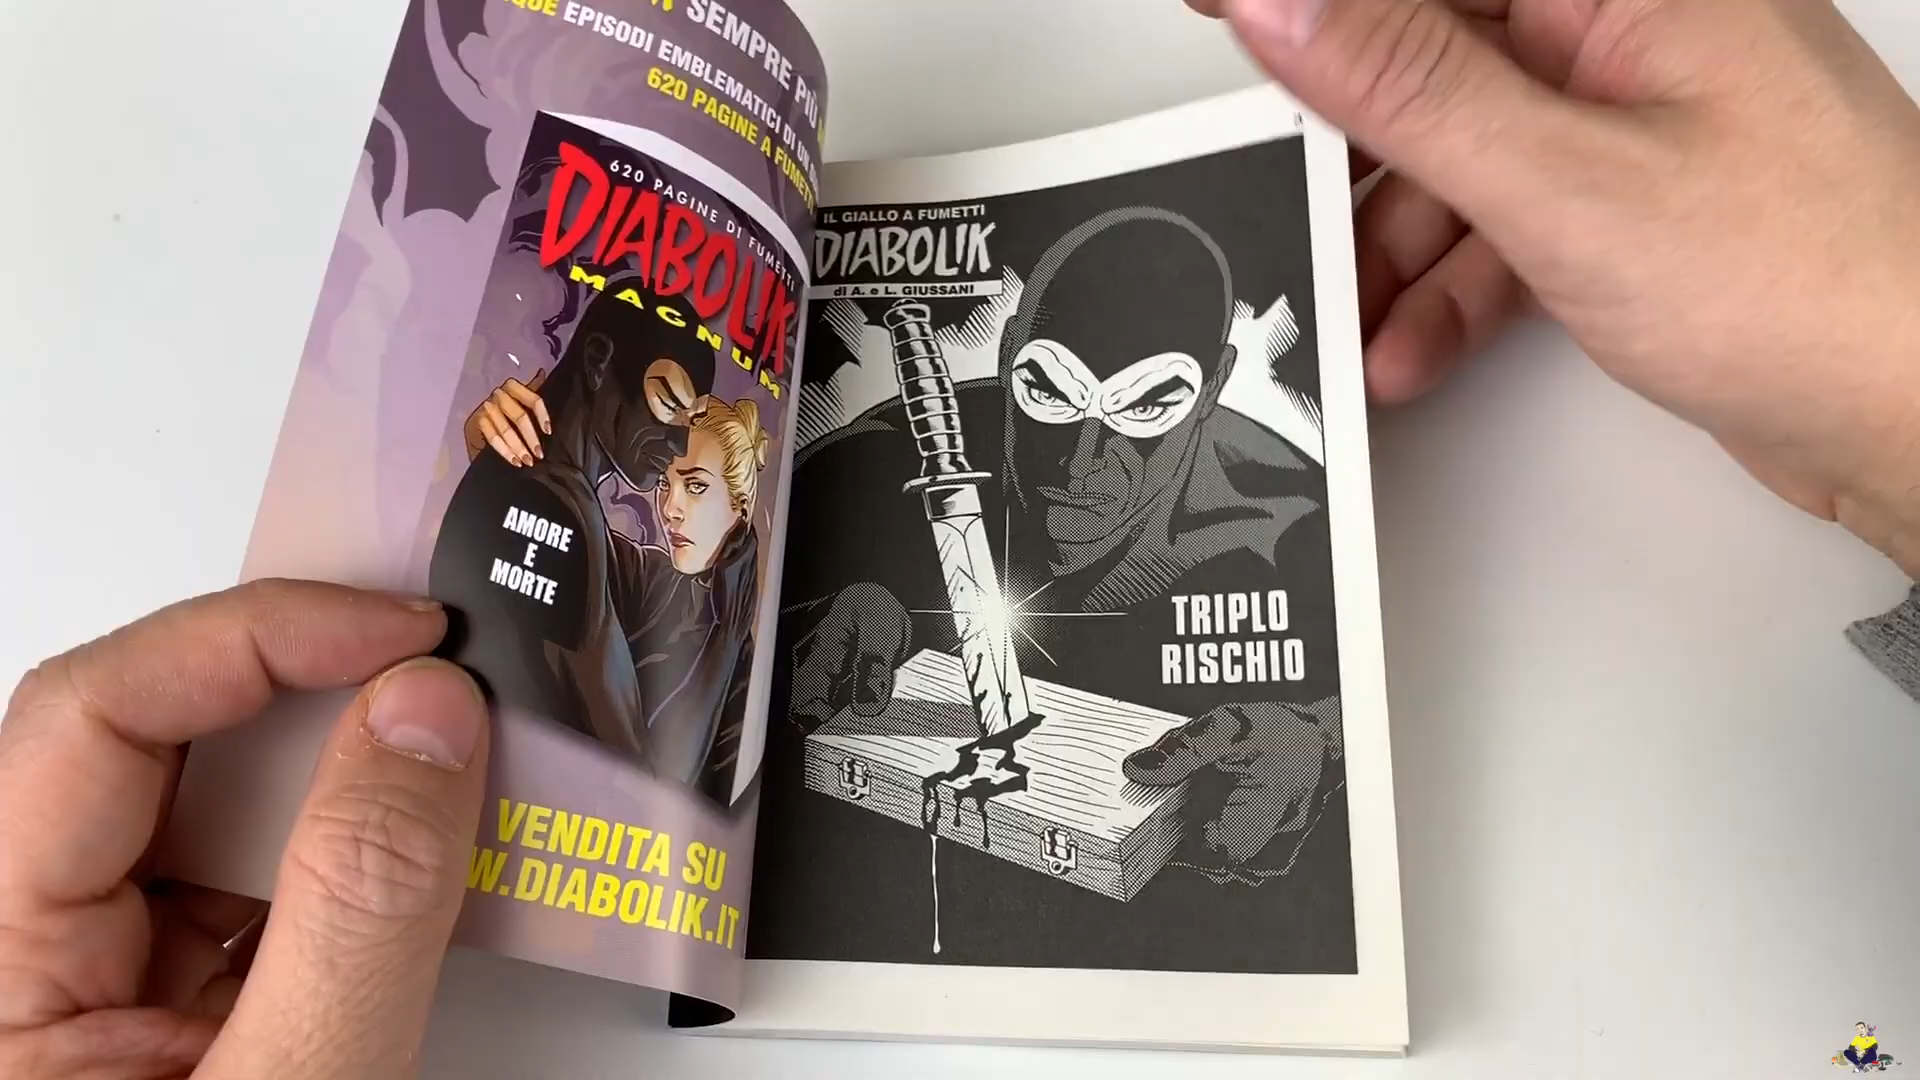 SEMPRE PIÙ
EPISODI EMBLEMATICI DI
620 PAGINE A FUMETTI
620 PAGINE DI FUMETTI
DIABOLIK
MAGNUM
AMORE
E
MORTE
VENDITA SU
W.DIABOLIK.IT
IL GIALLO A FUMETTI
DIABOLIK
di A. e L. GIUSSANI
TRIPLO
RISCHIO